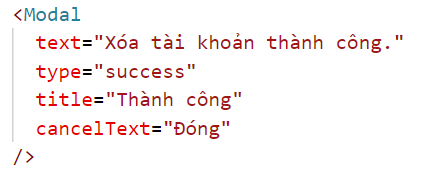 <Modal
text="Xóa tài khoản thành công."
type="success"
title="Thành công"
cancelText="Đóng"
/>